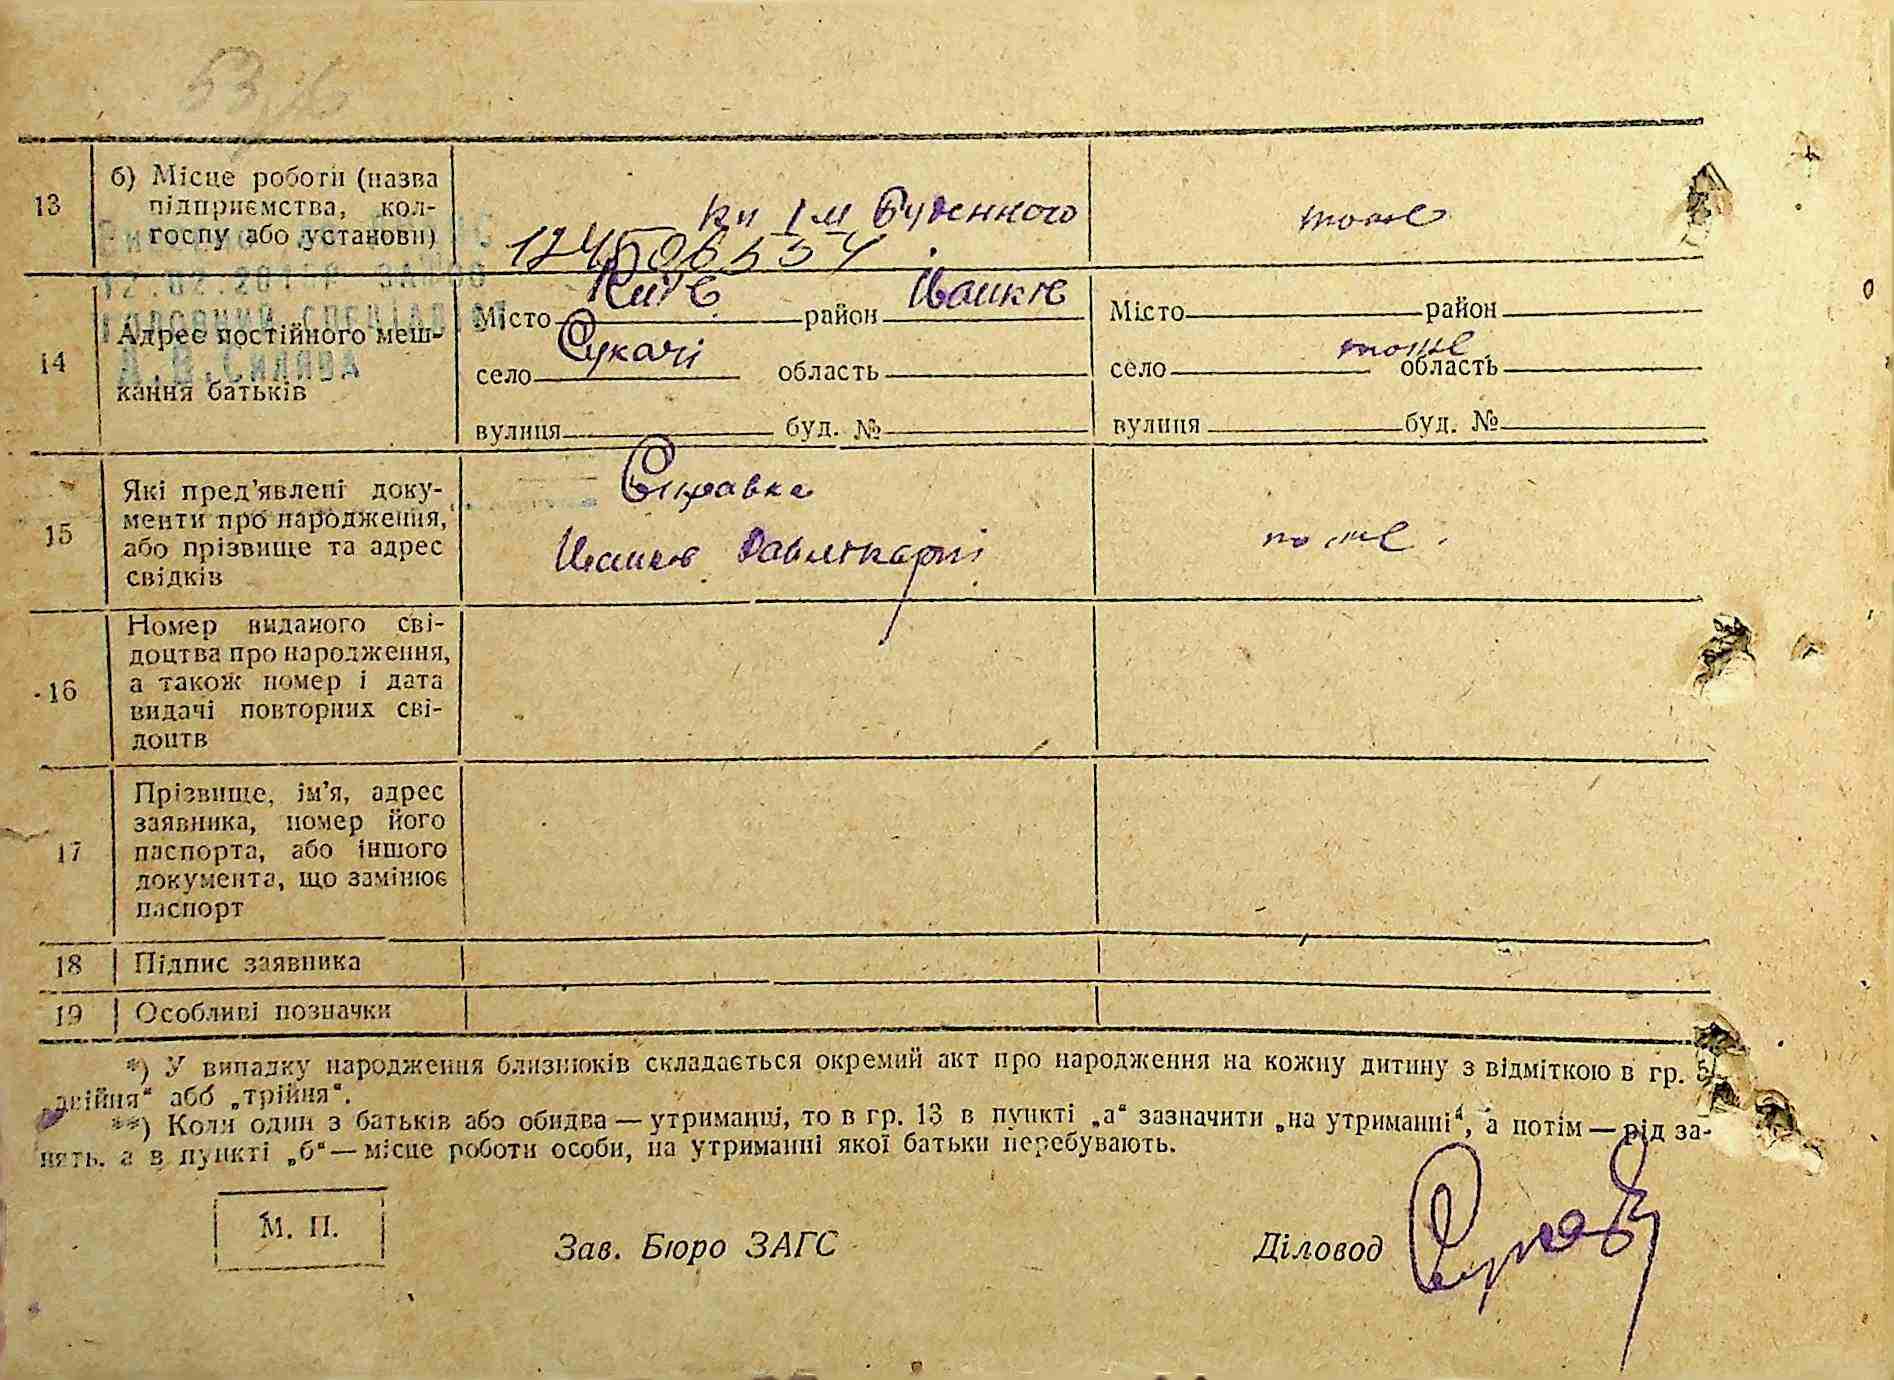 13
б) Місце роботи (назва
підприємства, кол-
госпу або установи)
Ім Буденного
тоже
14
Адрес постійного меш-
кання батьків
Київ
Місто район
Сукачі
село область
вулиця буд. №
Місто район
тоже
село область
вулиця буд. №
15
Які пред'явлені доку-
менти про народження,
або прізвище та адрес
свідків
Справка
тоже
16
Номер виданого сві-
доцтва про народження,
а також номер і дата
видачі повторних сві-
доцтв
17
Прізвище, ім'я, адрес
заявника, номер його
паспорта, або іншого
документа, що замінює
паспорт
18 Підпис заявника
19 Особливі позначки
*) У випадку народження близнюків складається окремий акт про народження на кожну дитину з відміткою в гр. 5
„двійня" або „трійня".
**) Коли один з батьків або обидва — утриманці, то в гр. 13 в пункті „а" зазначити „на утриманні", а потім — рід за-
нять, а в пункті „б" — місце роботи особи, на утриманні якої батьки перебувають.
М. П.
Зав. Бюро ЗАГС
Діловод